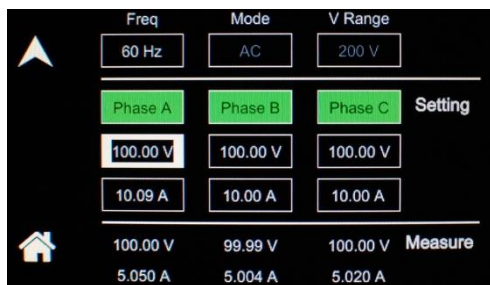 Freq Mode V Range
60 Hz AC 200 V
Phase A Phase B Phase C Setting
100.00 V 100.00 V 100.00 V
10.09 A 10.00 A 10.00 A
100.00 V 99.99 V 100.00 V Measure
5.050 A 5.004 A 5.020 A